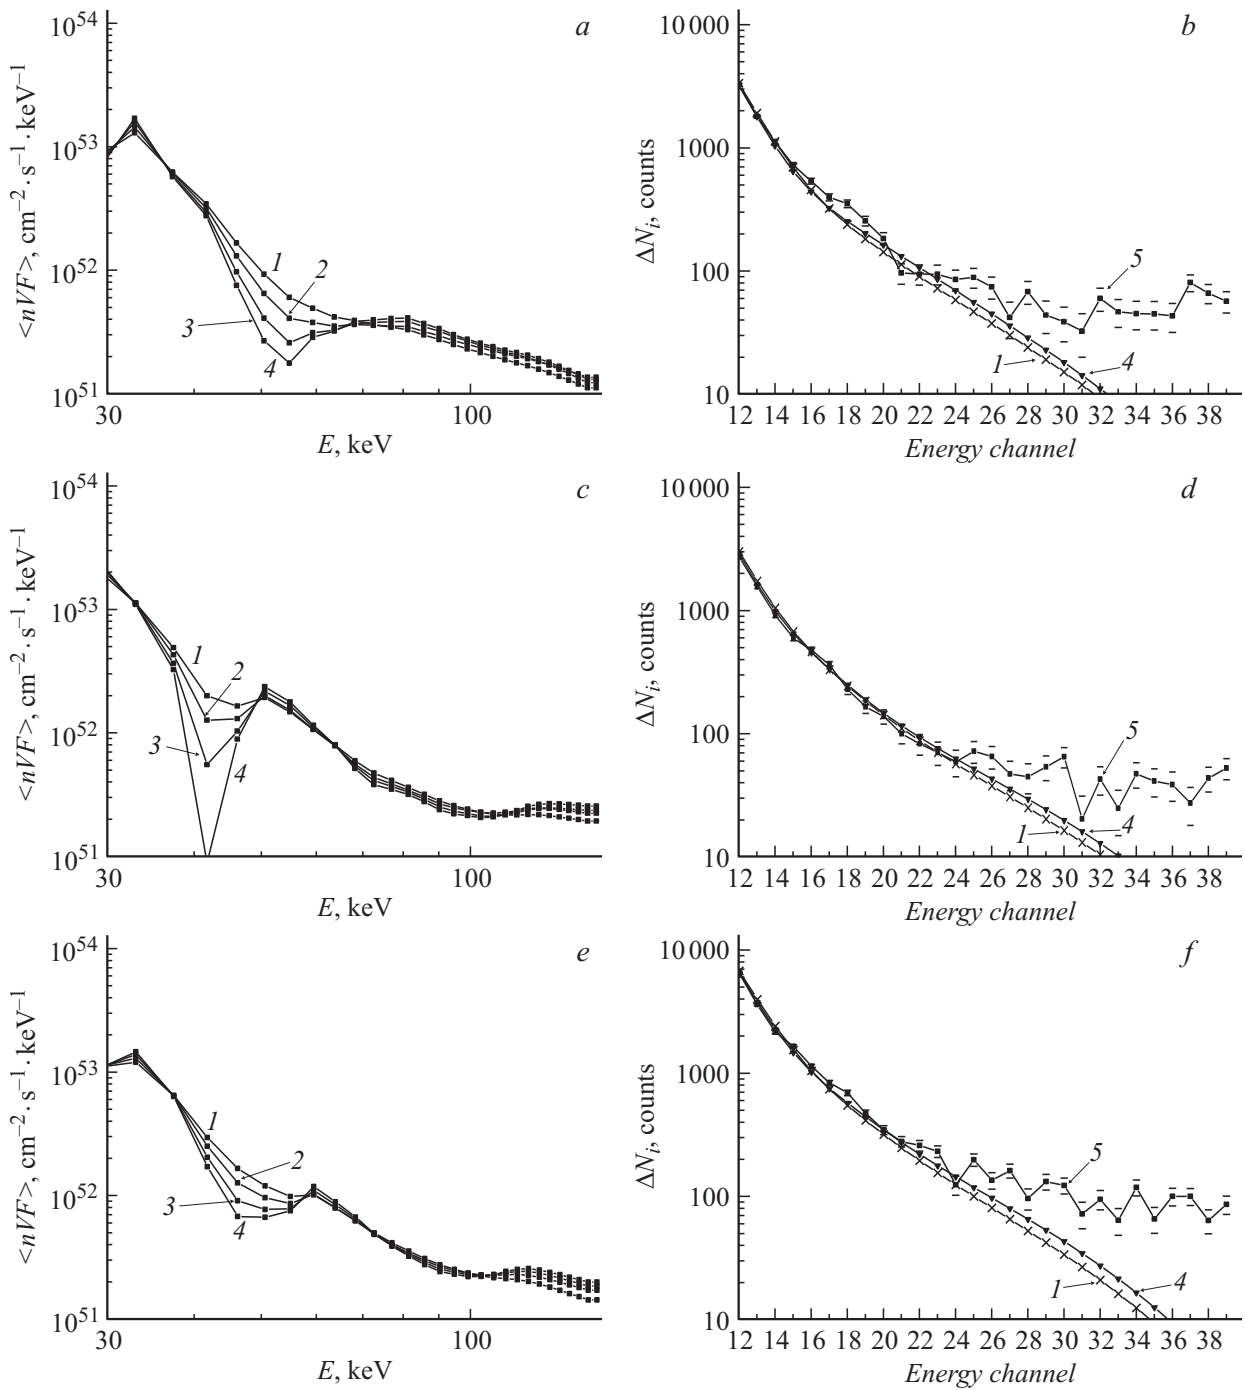 a
10^54
10^53
10^52
10^51
<nVF>, cm^−2 · s^−1 · keV^−1
1
2
3
4
30
100
E, keV
b
10 000
1000
100
10
ΔN_i, counts
5
1
4
12 14 16 18 20 22 24 26 28 30 32 34 36 38
Energy channel
c
10^54
10^53
10^52
10^51
<nVF>, cm^−2 · s^−1 · keV^−1
1
2
3
4
30
100
E, keV
d
10 000
1000
100
10
ΔN_i, counts
5
4
1
12 14 16 18 20 22 24 26 28 30 32 34 36 38
Energy channel
e
10^54
10^53
10^52
10^51
<nVF>, cm^−2 · s^−1 · keV^−1
1
2
3
4
30
100
E, keV
f
10 000
1000
100
10
ΔN_i, counts
5
1
4
12 14 16 18 20 22 24 26 28 30 32 34 36 38
Energy channel